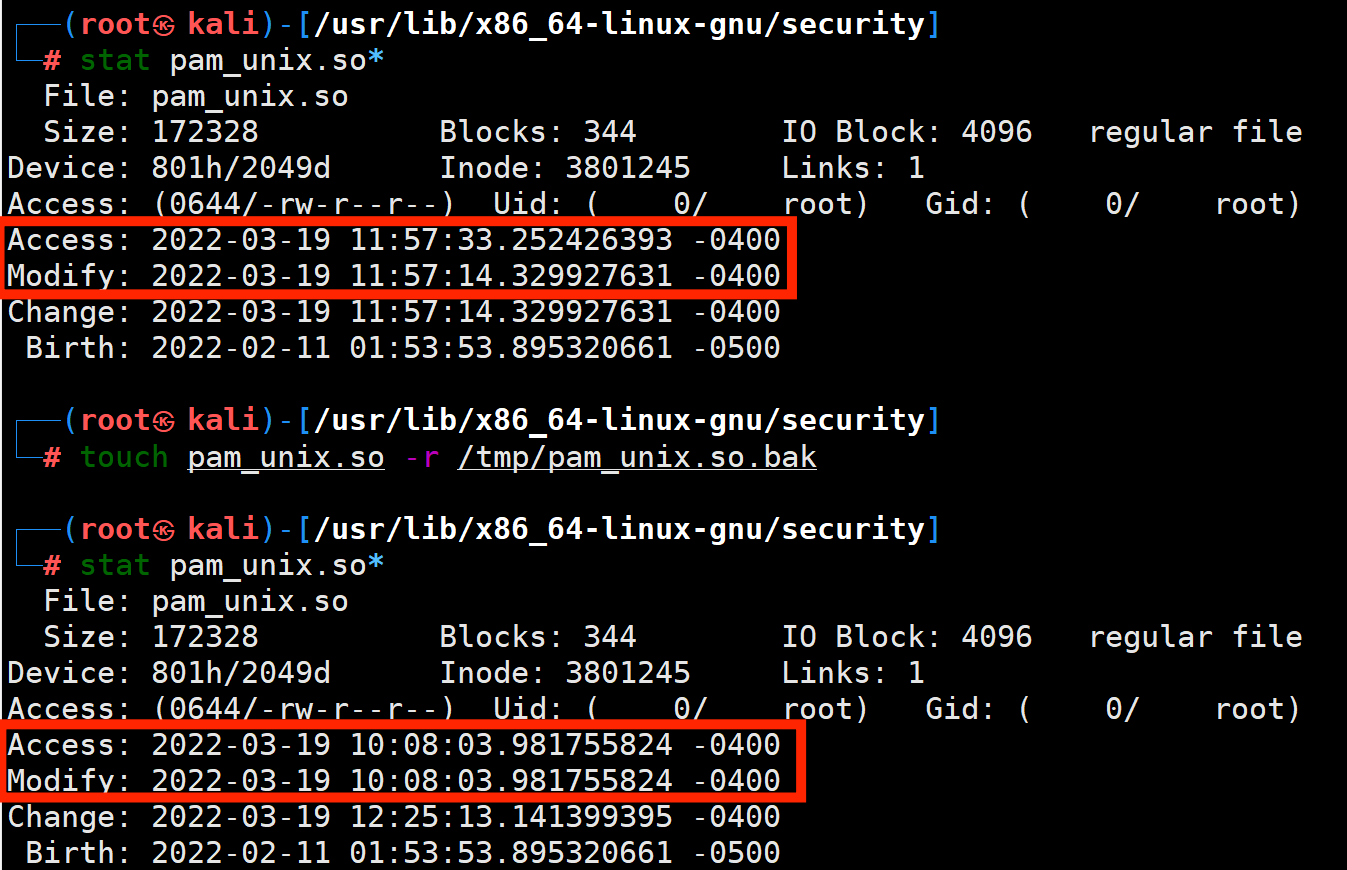 ┌──(root㉿kali)-[/usr/lib/x86_64-linux-gnu/security]
└─# stat pam_unix.so*
  File: pam_unix.so
  Size: 172328          Blocks: 344        IO Block: 4096   regular file
Device: 801h/2049d      Inode: 3801245     Links: 1
Access: (0644/-rw-r--r--)  Uid: (    0/    root)   Gid: (    0/    root)
Access: 2022-03-19 11:57:33.252426393 -0400
Modify: 2022-03-19 11:57:14.329927631 -0400
Change: 2022-03-19 11:57:14.329927631 -0400
 Birth: 2022-02-11 01:53:53.895320661 -0500
┌──(root㉿kali)-[/usr/lib/x86_64-linux-gnu/security]
└─# touch pam_unix.so -r /tmp/pam_unix.so.bak
┌──(root㉿kali)-[/usr/lib/x86_64-linux-gnu/security]
└─# stat pam_unix.so*
  File: pam_unix.so
  Size: 172328          Blocks: 344        IO Block: 4096   regular file
Device: 801h/2049d      Inode: 3801245     Links: 1
Access: (0644/-rw-r--r--)  Uid: (    0/    root)   Gid: (    0/    root)
Access: 2022-03-19 10:08:03.981755824 -0400
Modify: 2022-03-19 10:08:03.981755824 -0400
Change: 2022-03-19 12:25:13.141399395 -0400
 Birth: 2022-02-11 01:53:53.895320661 -0500